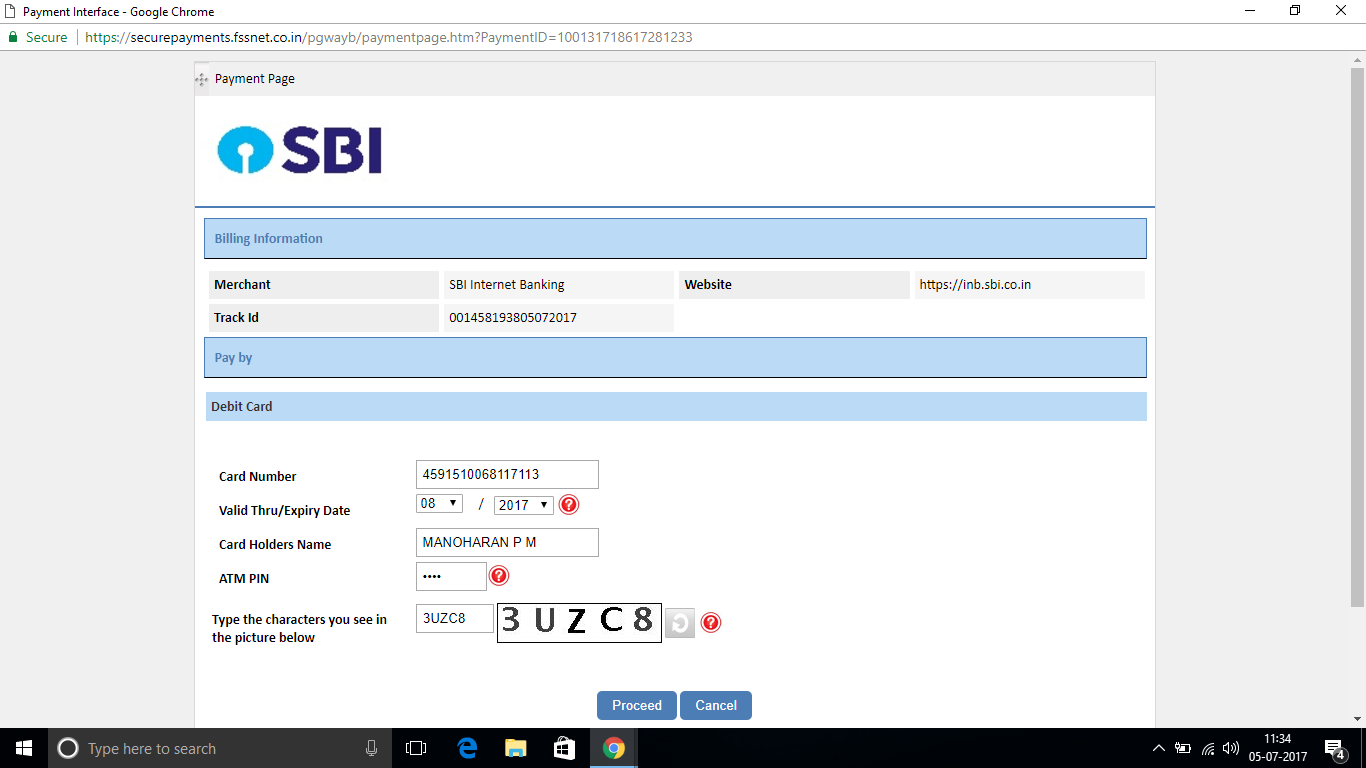 Payment Interface - Google Chrome
Secure https://securepayments.fssnet.co.in/pgwayb/paymentpage.htm?PaymentID=100131718617281233
Payment Page
SBI
Billing Information
Merchant SBI Internet Banking Website https://inb.sbi.co.in
Track Id 001458193805072017
Pay by
Debit Card
Card Number 4591510068117113
Valid Thru/Expiry Date 08 / 2017 ?
Card Holders Name MANOHARAN P M
ATM PIN •••• ?
Type the characters you see in
the picture below 3UZC8 3 U Z C 8 ?
Proceed Cancel
Type here to search
11:34
05-07-2017
4